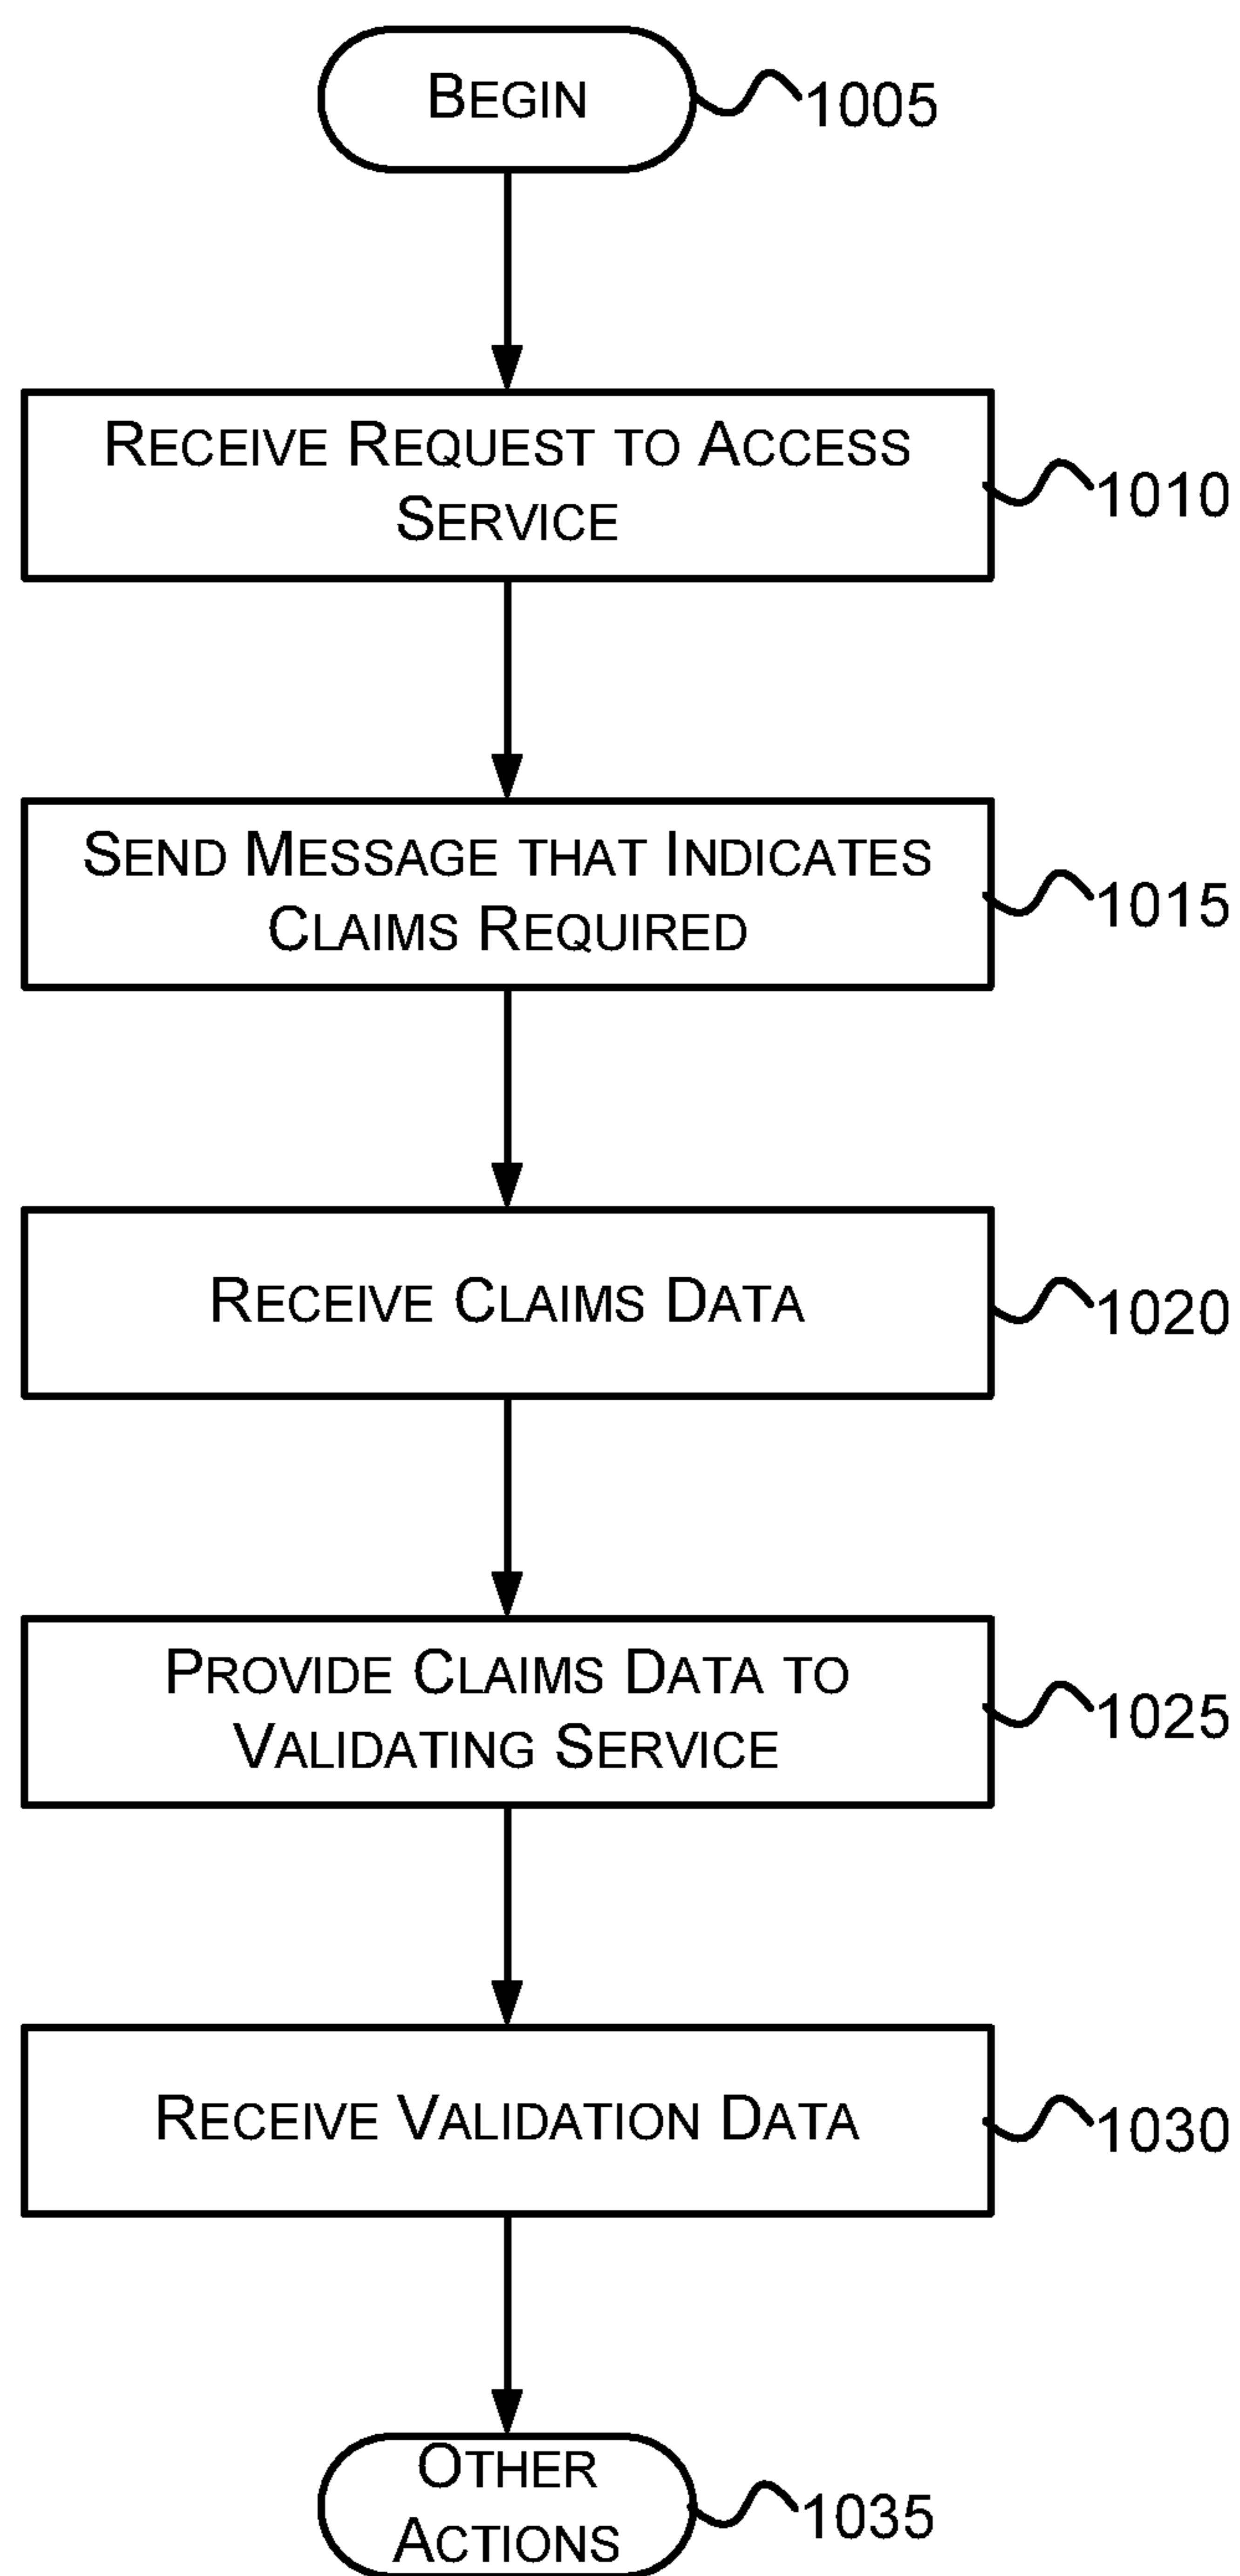 BEGIN
1005
RECEIVE REQUEST TO ACCESS
SERVICE
1010
SEND MESSAGE THAT INDICATES
CLAIMS REQUIRED
1015
RECEIVE CLAIMS DATA
1020
PROVIDE CLAIMS DATA TO
VALIDATING SERVICE
1025
RECEIVE VALIDATION DATA
1030
OTHER
ACTIONS
1035